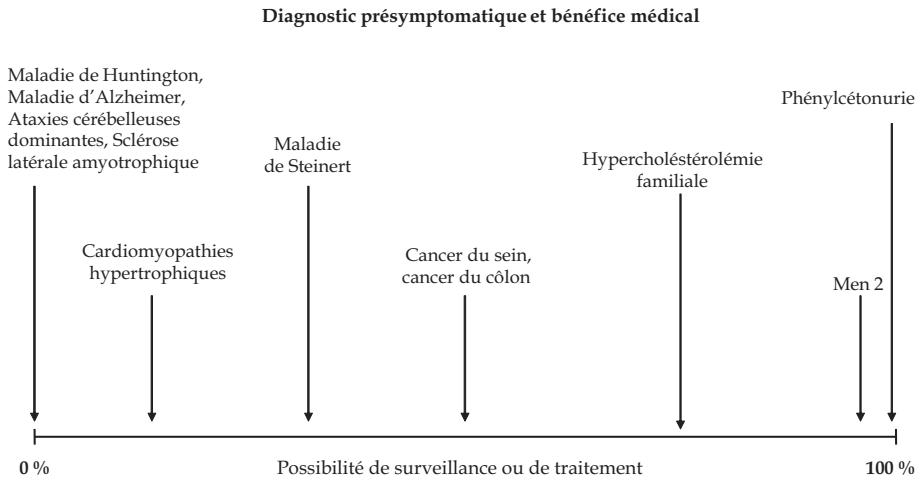 Diagnostic présymptomatique et bénéfice médical
Maladie de Huntington,
Maladie d'Alzheimer,
Ataxies cérébelleuses
dominantes, Sclérose
latérale amyotrophique
Cardiomyopathies
hypertrophiques
Maladie
de Steinert
Cancer du sein,
cancer du côlon
Hypercholéstérolémie
familiale
Men 2
Phénylcétonurie
0 %
Possibilité de surveillance ou de traitement
100 %